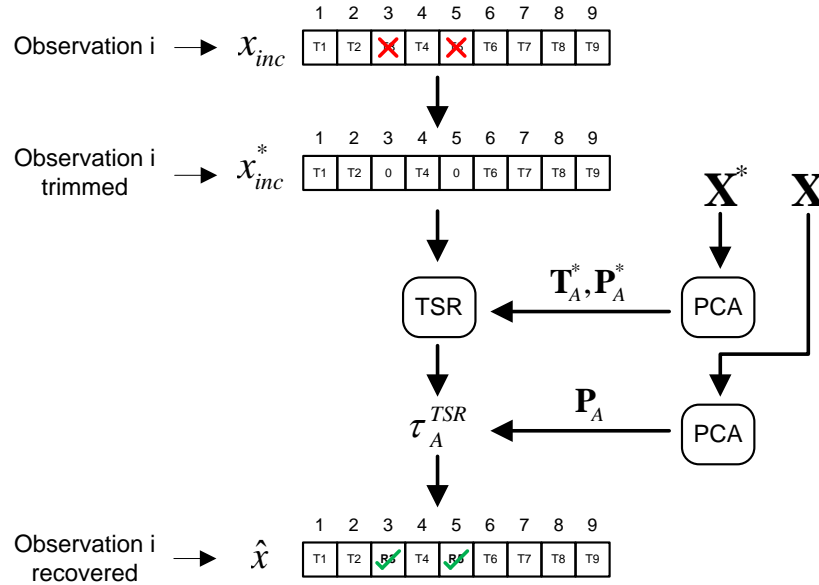 1 2 3 4 5 6 7 8 9
Observation i x_inc T1 T2 T4 T6 T7 T8 T9
1 2 3 4 5 6 7 8 9
Observation i
trimmed
x*_inc T1 T2 0 T4 0 T6 T7 T8 T9
X* X
T*_A, P*_A
TSR PCA
P_A
τ_A^TSR PCA
1 2 3 4 5 6 7 8 9
Observation i
recovered
x̂ T1 T2 T4 T6 T7 T8 T9